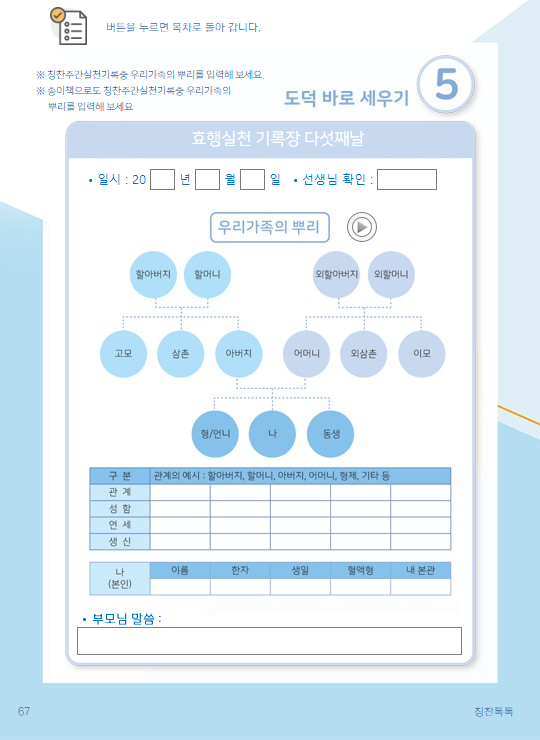 버튼을 누르면 목차로 돌아 갑니다.
※ 칭찬주간실천기록중 우리가족의 뿌리를 입력해 보세요.
※ 송이책으로도 칭찬주간실천기록중 우리가족의
뿌리를 입력해 보세요
도덕 바로 세우기 5
효행실천 기록장 다섯째날
• 일시 : 20 년 월 일 • 선생님 확인 :
우리가족의 뿌리
할아버지 할머니 외할아버지 외할머니
고모 삼촌 아버지 어머니 외삼촌 이모
형/언니 나 동생
구 분 관계의 예시 : 할아버지, 할머니, 아버지, 어머니, 형제, 기타 등
관 계
성 함
연 세
생 신
나
(본인)
이름 한자 생일 혈액형 내 본관
• 부모님 말씀 :
67 칭찬톡톡